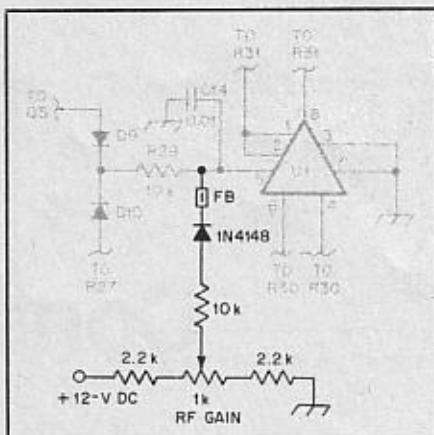 TO
R31
TO
R31
C14
0.01
TO
Q5
D9
R29
10k
D10
TO
R27
1
2
3
8
U1
FB
1N4148
TO
R30
TO
R30
10k
2.2k
2.2k
+12-V DC
1k
RF GAIN